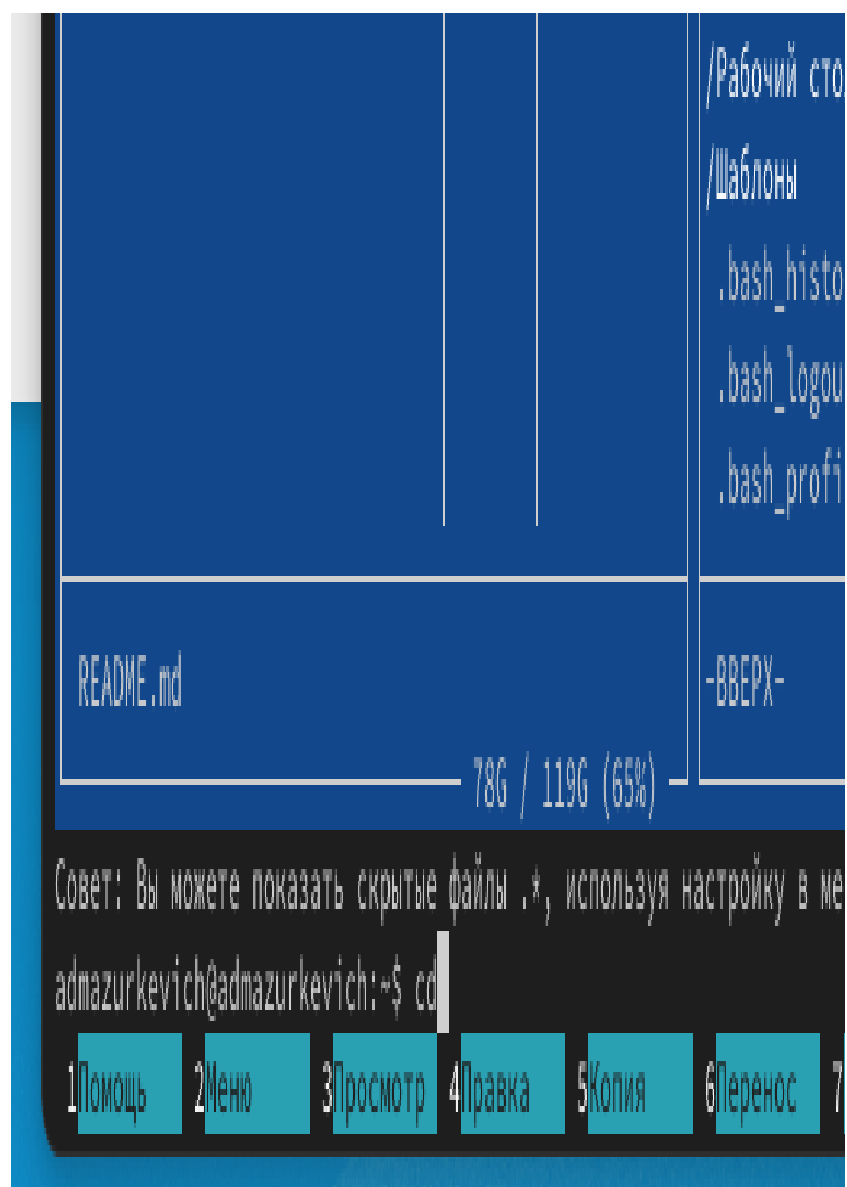 /Рабочий сто
/Шаблоны
.bash_histo
.bash_logou
.bash_profi
README.md
-ВВЕРХ-
78G / 119G (65%)
Совет: Вы можете показать скрытые файлы .*, используя настройку в ме
admazurkevich@admazurkevich:~$ cd
1Помощь 2Меню 3Просмотр 4Правка 5Копия 6Перенос 7